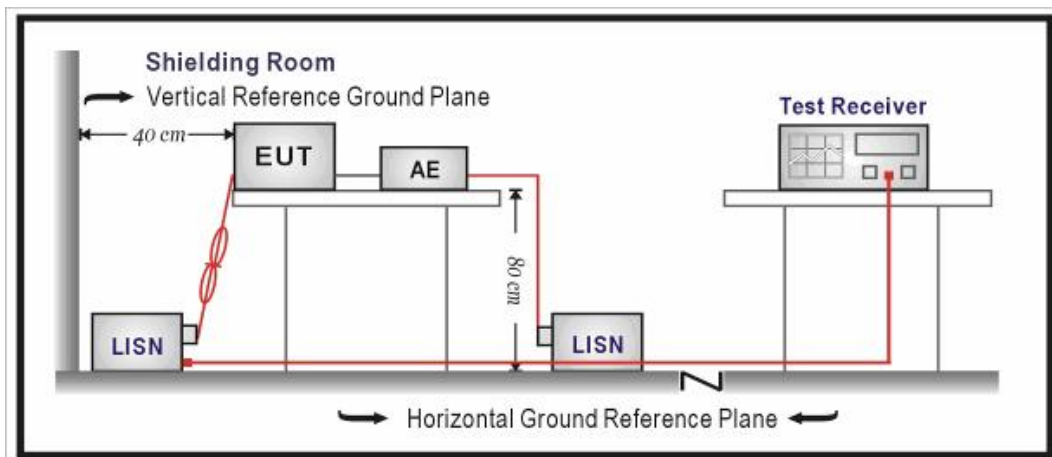 Shielding Room
Vertical Reference Ground Plane
40 cm
EUT
AE
Test Receiver
80 cm
LISN
LISN
Horizontal Ground Reference Plane